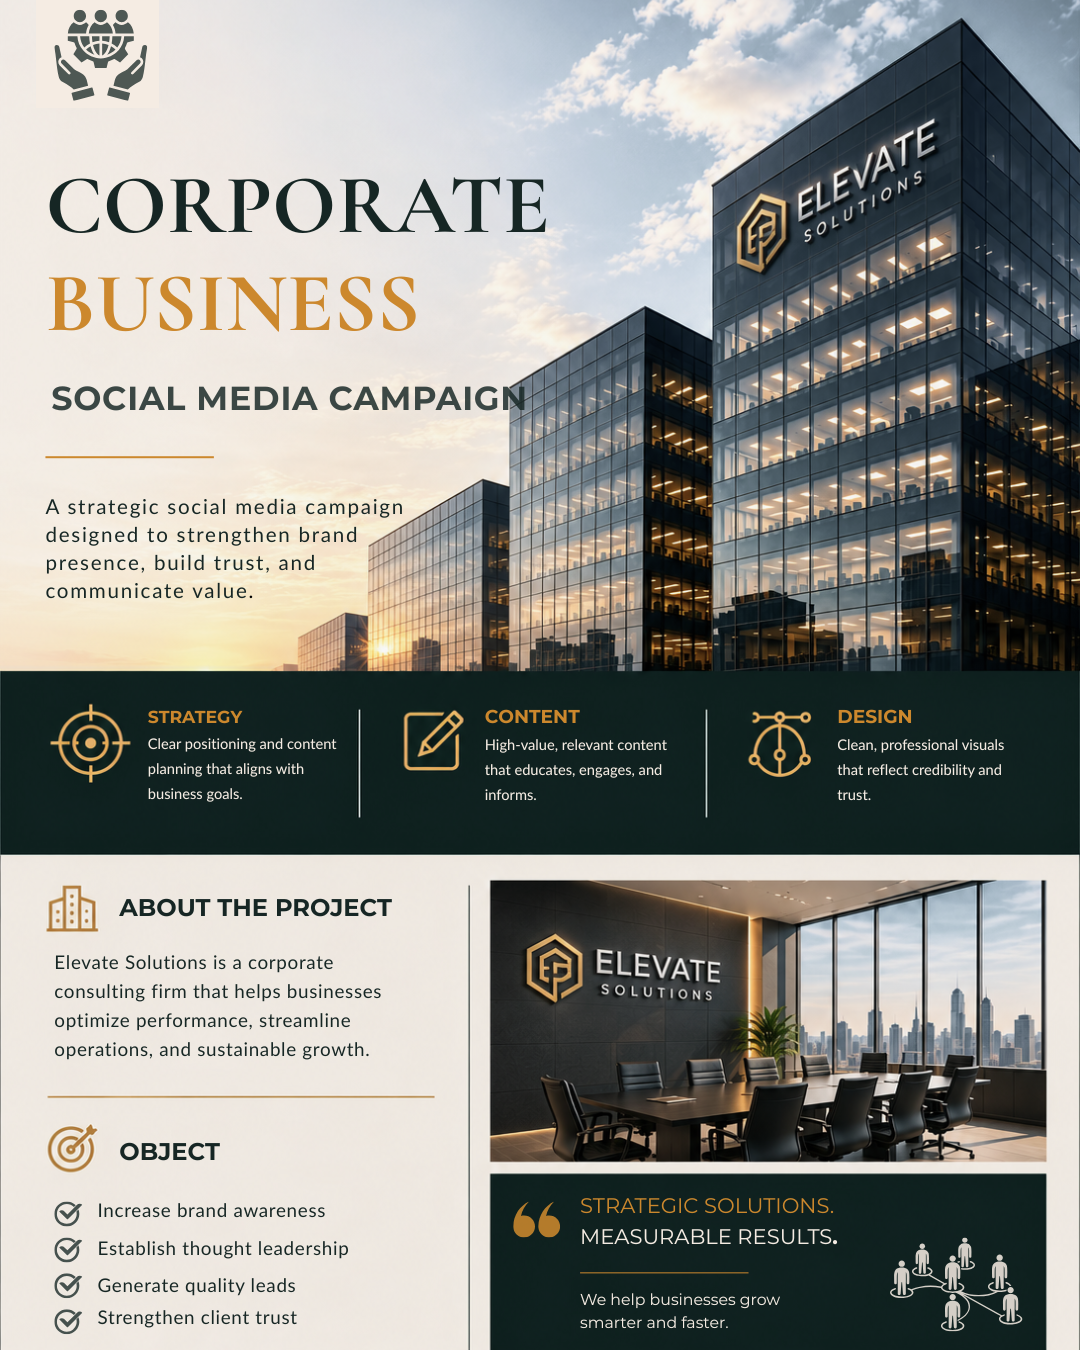 CORPORATE
BUSINESS
SOCIAL MEDIA CAMPAIGN
A strategic social media campaign
designed to strengthen brand
presence, build trust, and
communicate value.
ELEVATE
SOLUTIONS
STRATEGY
Clear positioning and content
planning that aligns with
business goals.
CONTENT
High-value, relevant content
that educates, engages, and
informs.
DESIGN
Clean, professional visuals
that reflect credibility and
trust.
ABOUT THE PROJECT
Elevate Solutions is a corporate
consulting firm that helps businesses
optimize performance, streamline
operations, and sustainable growth.
OBJECT
Increase brand awareness
Establish thought leadership
Generate quality leads
Strengthen client trust
ELEVATE
SOLUTIONS
“
STRATEGIC SOLUTIONS.
MEASURABLE RESULTS.
We help businesses grow
smarter and faster.